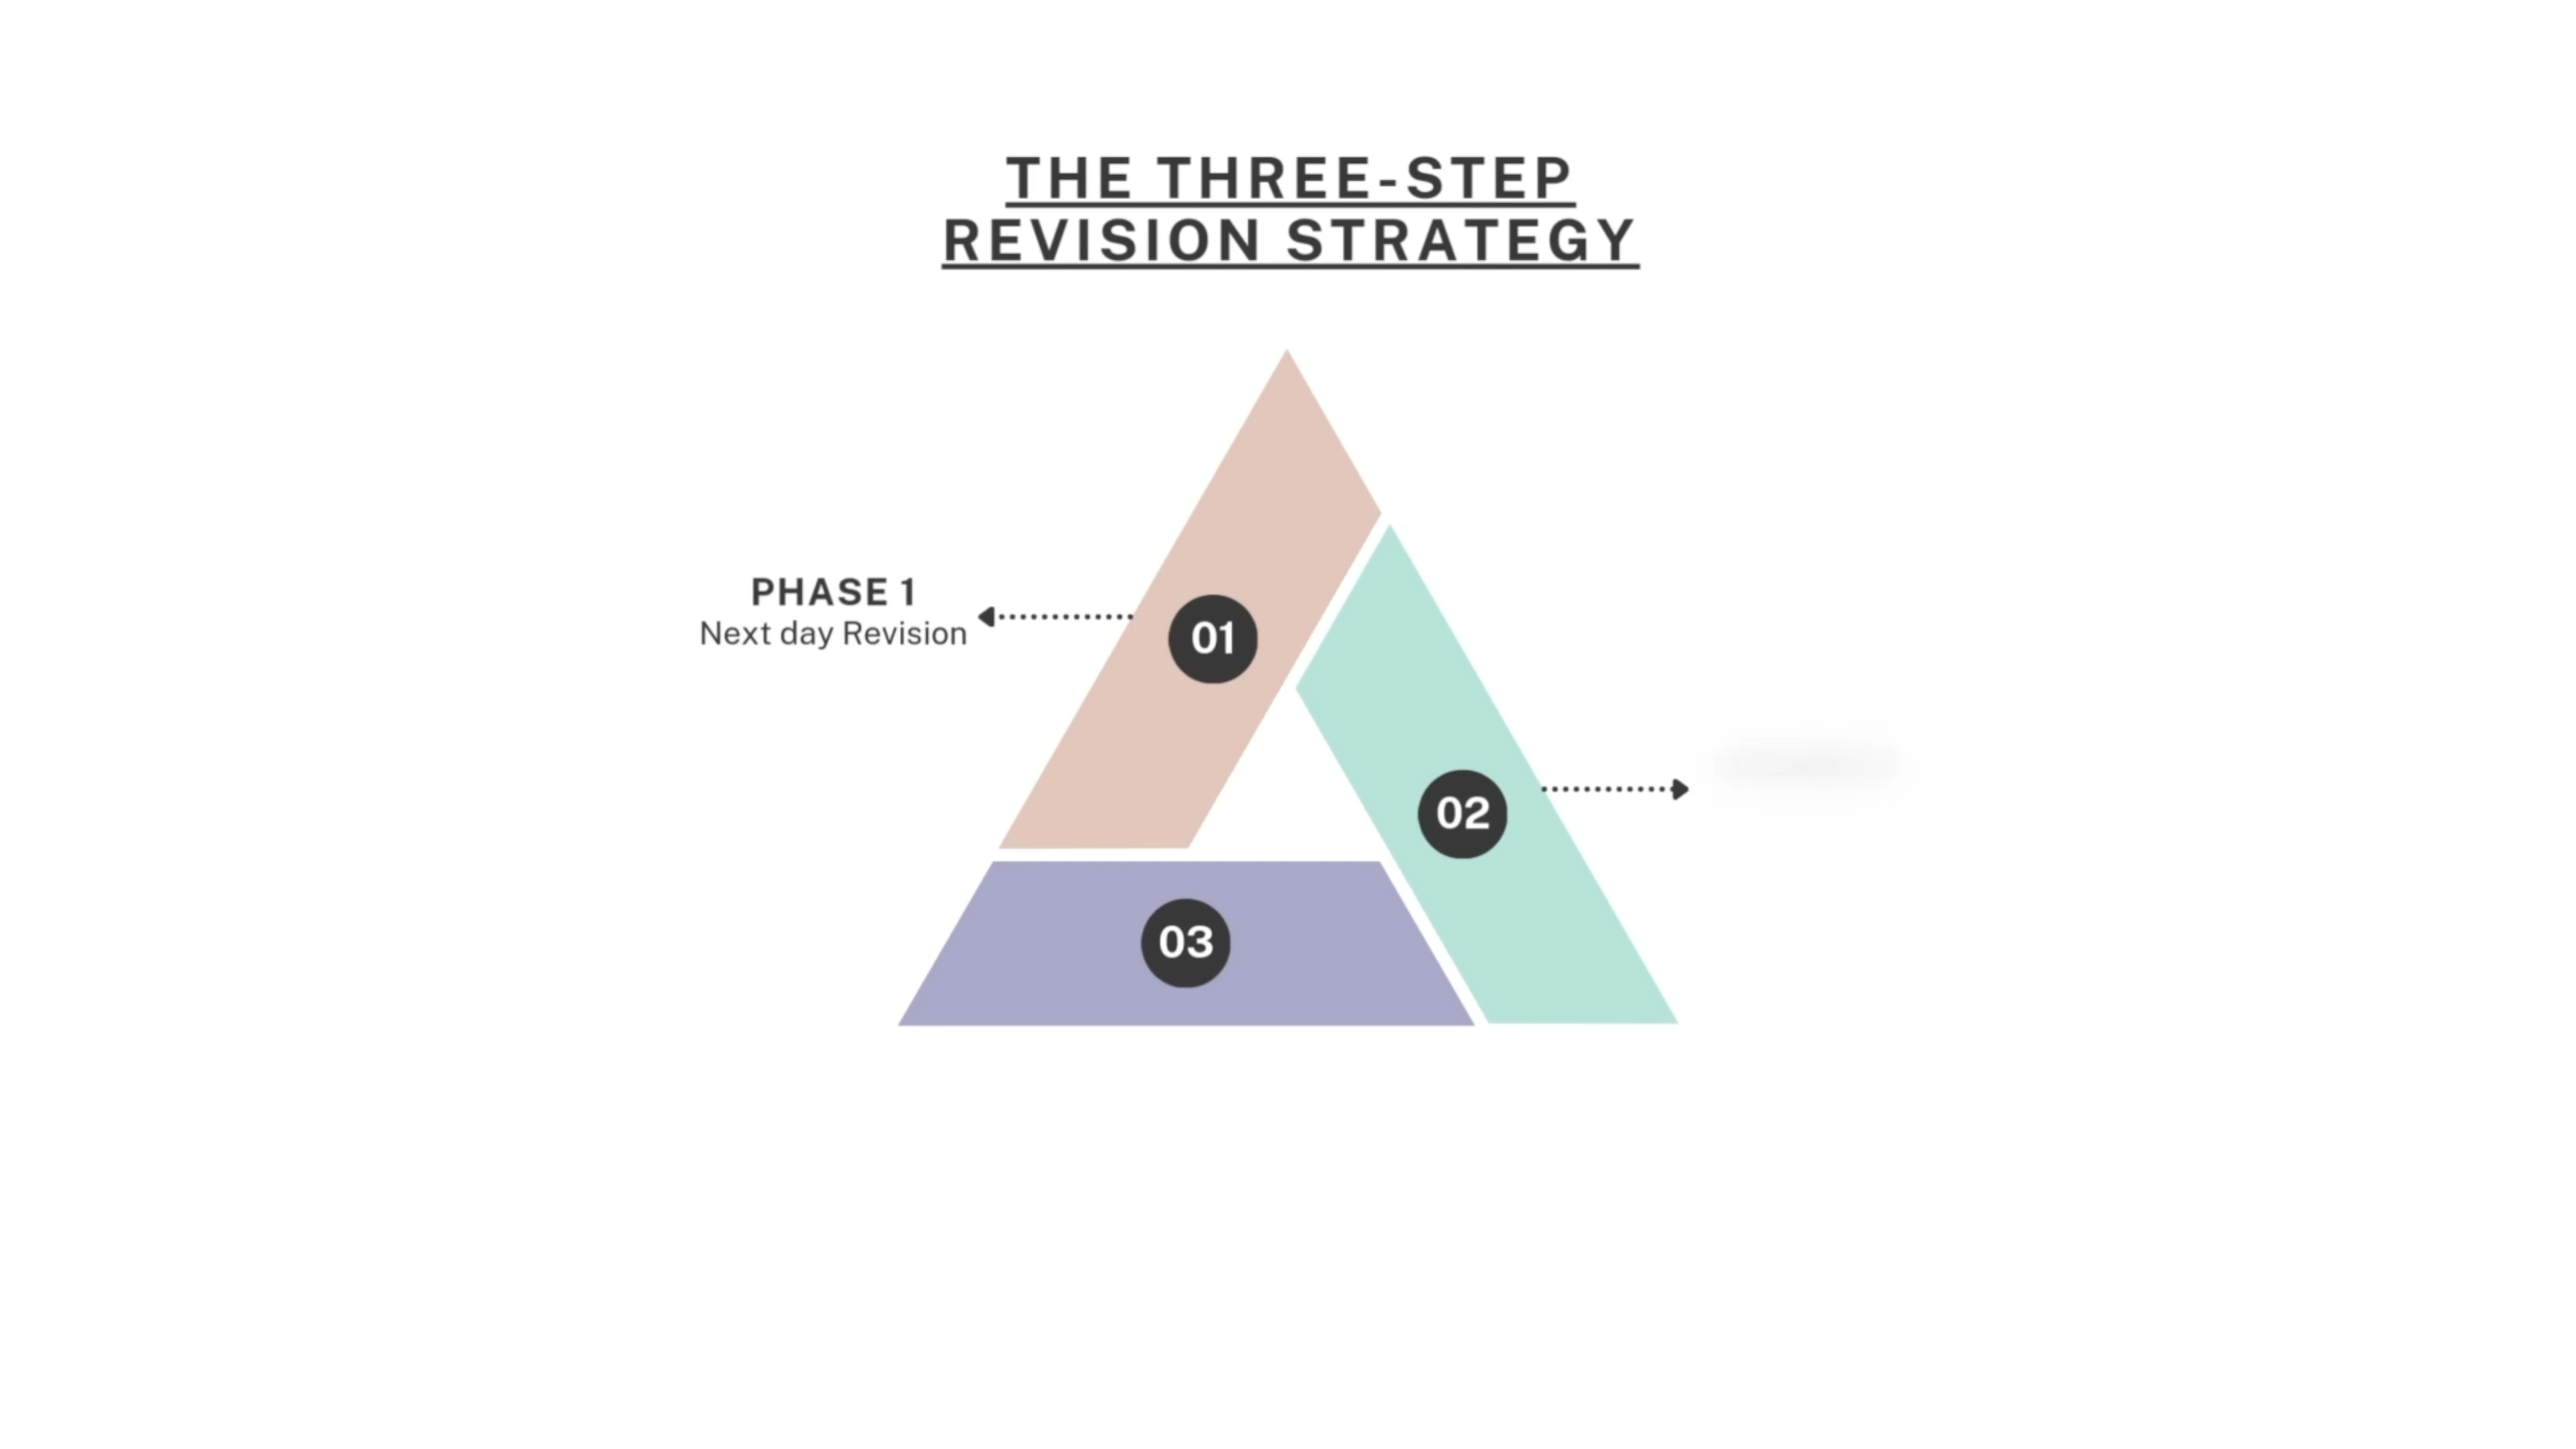 THE THREE-STEP
REVISION STRATEGY
PHASE 1
Next day Revision
01
02
03